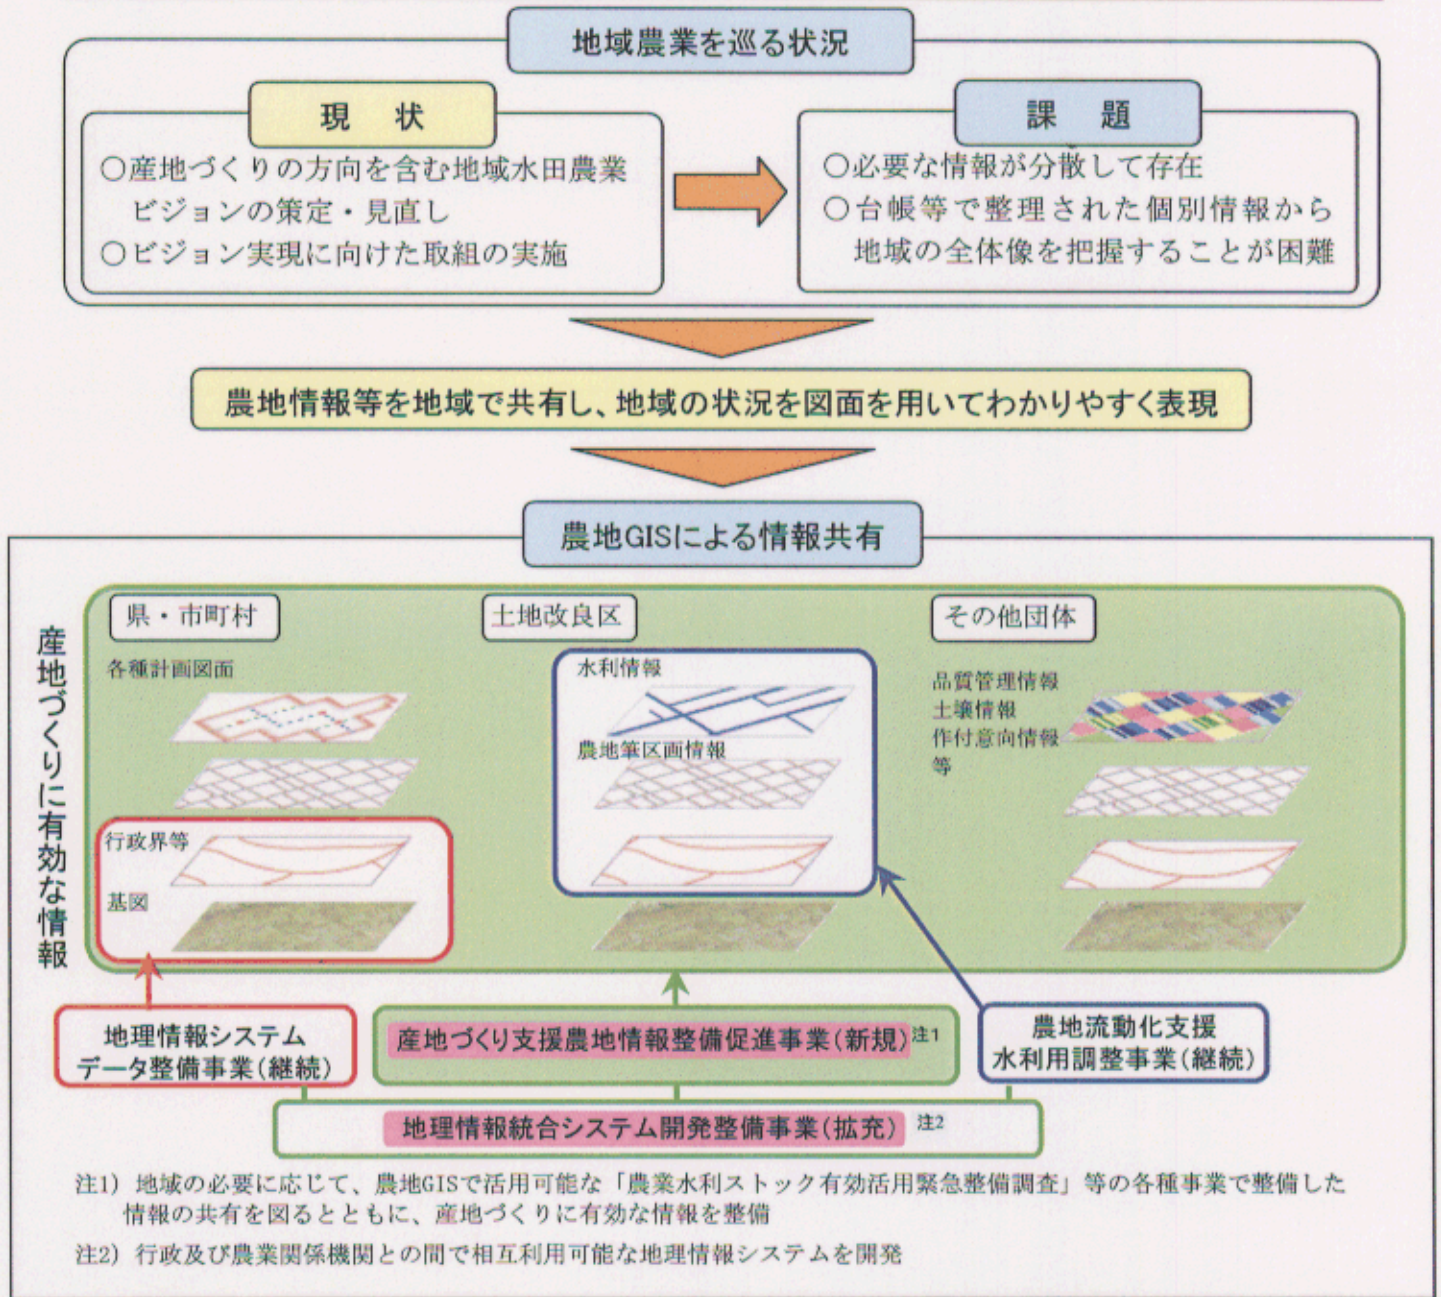 地域農業を巡る状況
現　状
○産地づくりの方向を含む地域水田農業
ビジョンの策定・見直し
○ビジョン実現に向けた取組の実施
課　題
○必要な情報が分散して存在
○台帳等で整理された個別情報から
地域の全体像を把握することが困難
農地情報等を地域で共有し、地域の状況を図面を用いてわかりやすく表現
農地GISによる情報共有
産地づくりに有効な情報
県・市町村
各種計画図面
行政界等
基図
土地改良区
水利情報
農地筆区画情報
その他団体
品質管理情報
土壌情報
作付意向情報
等
地理情報システム
データ整備事業(継続)
産地づくり支援農地情報整備促進事業(新規)注1
農地流動化支援
水利用調整事業(継続)
地理情報統合システム開発整備事業(拡充) 注2
注1) 地域の必要に応じて、農地GISで活用可能な「農業水利ストック有効活用緊急整備調査」等の各種事業で整備した
情報の共有を図るとともに、産地づくりに有効な情報を整備
注2) 行政及び農業関係機関との間で相互利用可能な地理情報システムを開発